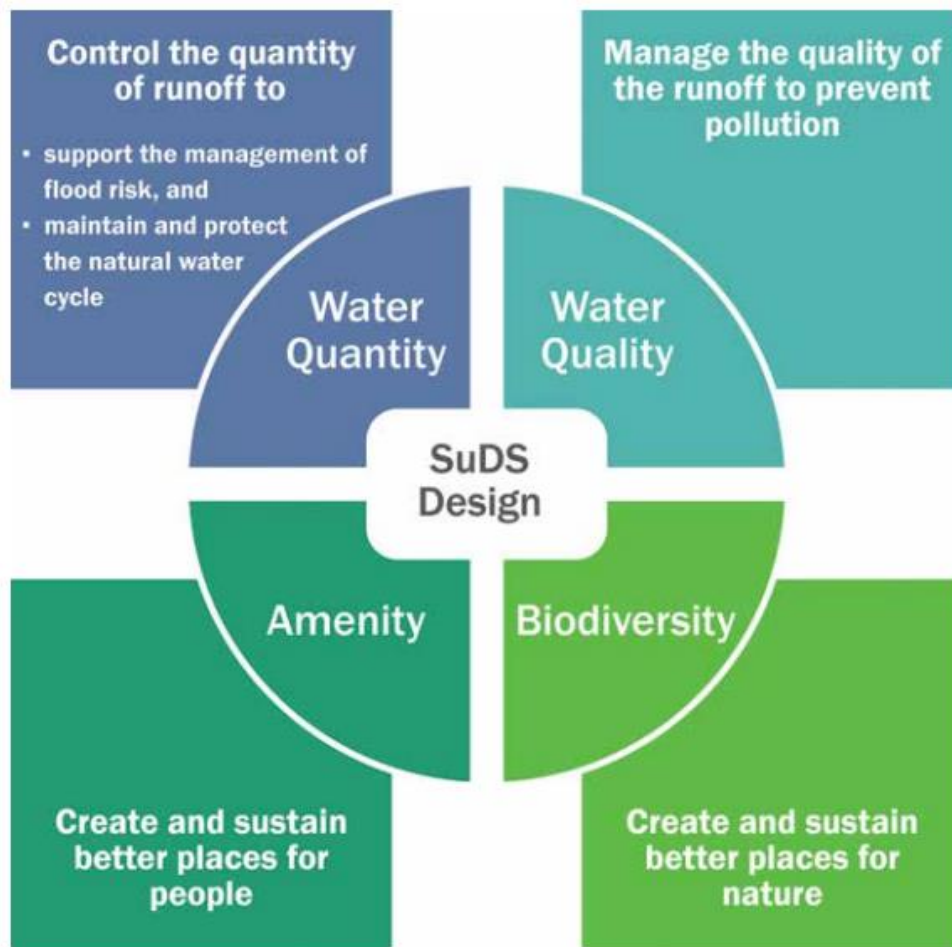 Control the quantity
of runoff to
• support the management of
flood risk, and
• maintain and protect
the natural water
cycle
Manage the quality of
the runoff to prevent
pollution
Water
Quantity
Water
Quality
SuDS
Design
Amenity
Biodiversity
Create and sustain
better places for
people
Create and sustain
better places for
nature